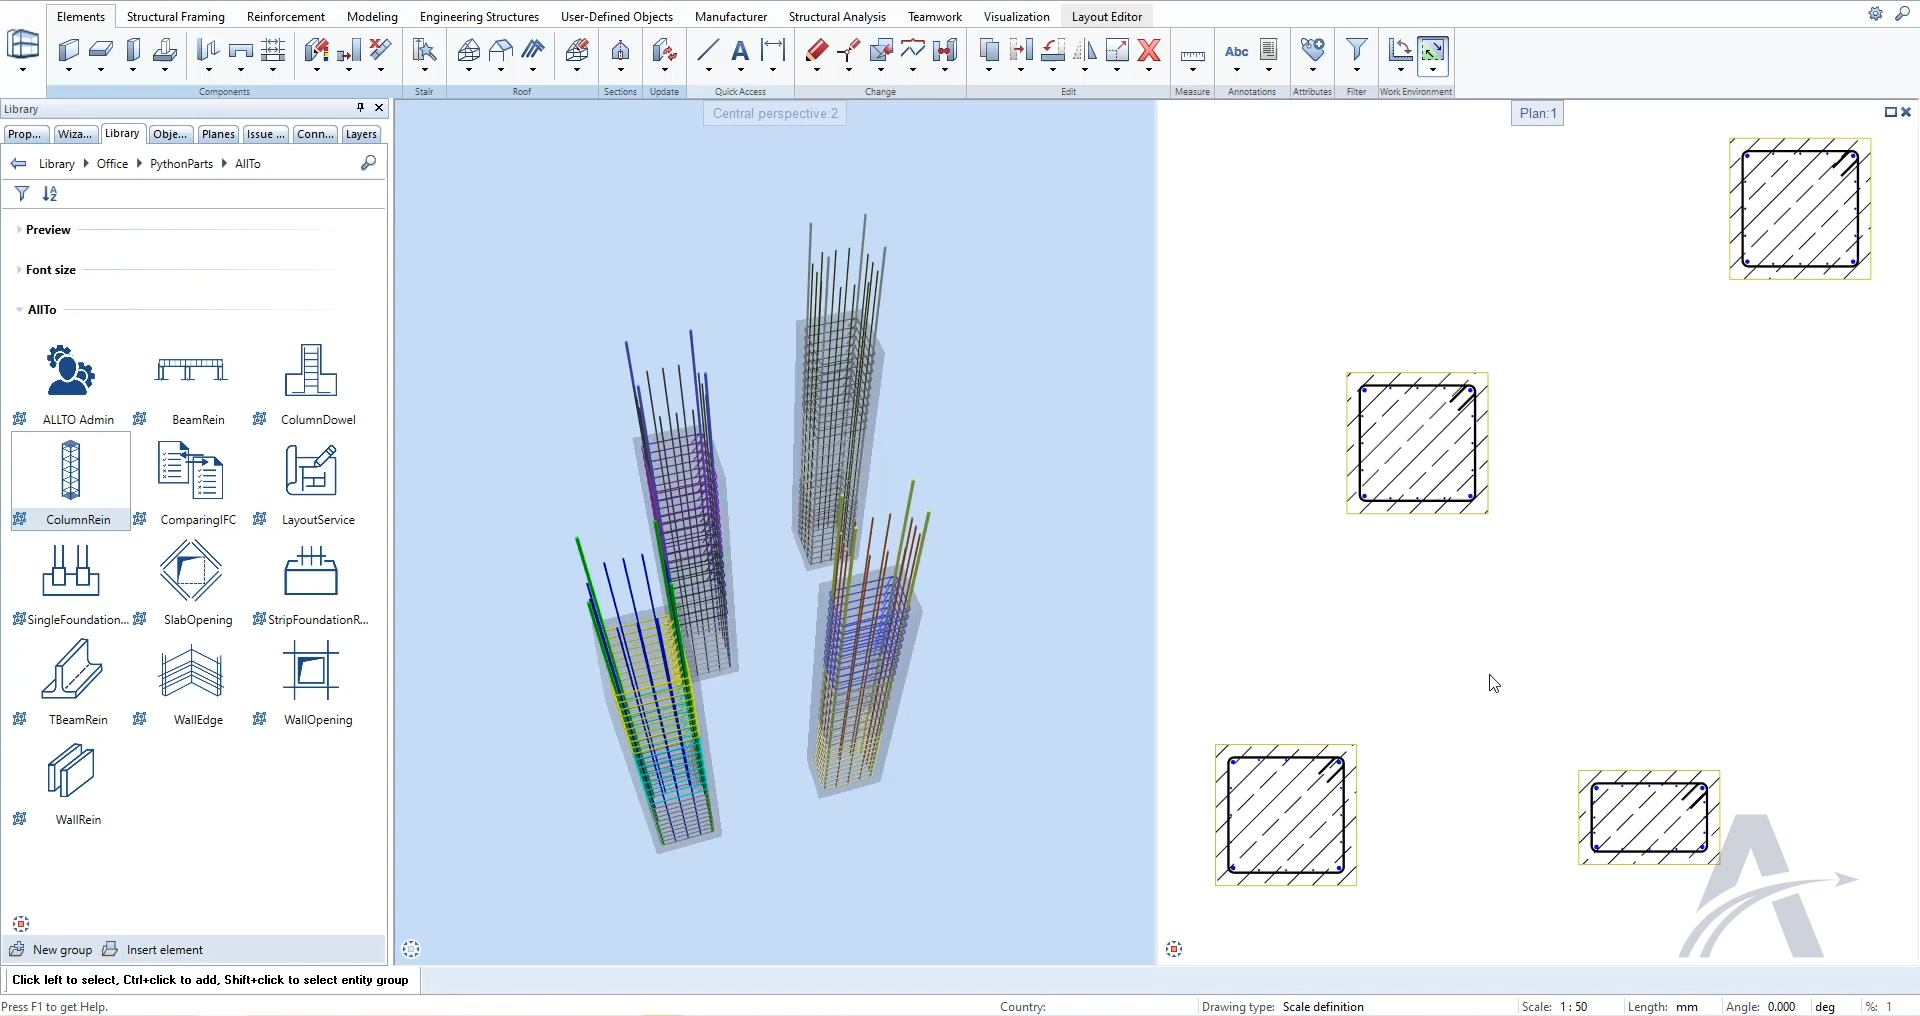 Elements Structural Framing Reinforcement Modeling Engineering Structures User-Defined Objects Manufacturer Structural Analysis Teamwork Visualization Layout Editor
A Abc
Components Stair Roof Sections Update Quick Access Change Edit Measure Annotations Attributes Filter Work Environment
Library
Prop... Wiza... Library Obje... Planes Issue ... Conn... Layers
Library Office PythonParts AllTo
Preview
Font size
AllTo
ALLTO Admin BeamRein ColumnDowel
ColumnRein ComparingIFC LayoutService
SingleFoundation... SlabOpening StripFoundationR...
TBeamRein WallEdge WallOpening
WallRein
New group Insert element
Central perspective:2
Plan:1
Click left to select, Ctrl+click to add, Shift+click to select entity group
Press F1 to get Help. Country: Drawing type: Scale definition Scale: 1 : 50 Length: mm Angle: 0.000 deg %: 1